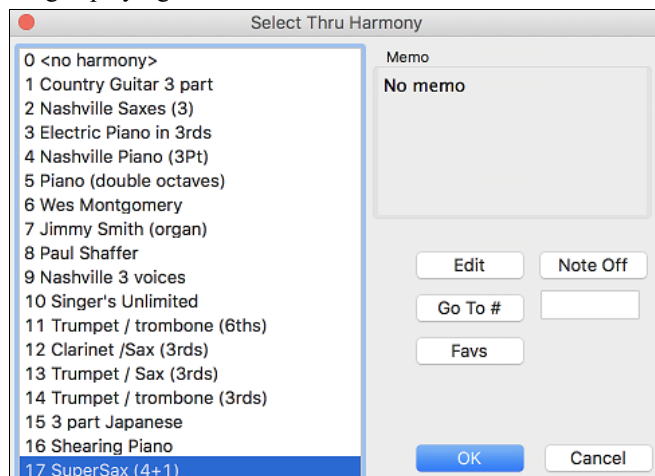 Select Thru Harmony
0 <no harmony>
1 Country Guitar 3 part
2 Nashville Saxes (3)
3 Electric Piano in 3rds
4 Nashville Piano (3Pt)
5 Piano (double octaves)
6 Wes Montgomery
7 Jimmy Smith (organ)
8 Paul Shaffer
9 Nashville 3 voices
10 Singer's Unlimited
11 Trumpet / trombone (6ths)
12 Clarinet /Sax (3rds)
13 Trumpet / Sax (3rds)
14 Trumpet / trombone (3rds)
15 3 part Japanese
16 Shearing Piano
17 SuperSax (4+1)
Memo
No memo
Edit
Note Off
Go To #
Favs
OK
Cancel